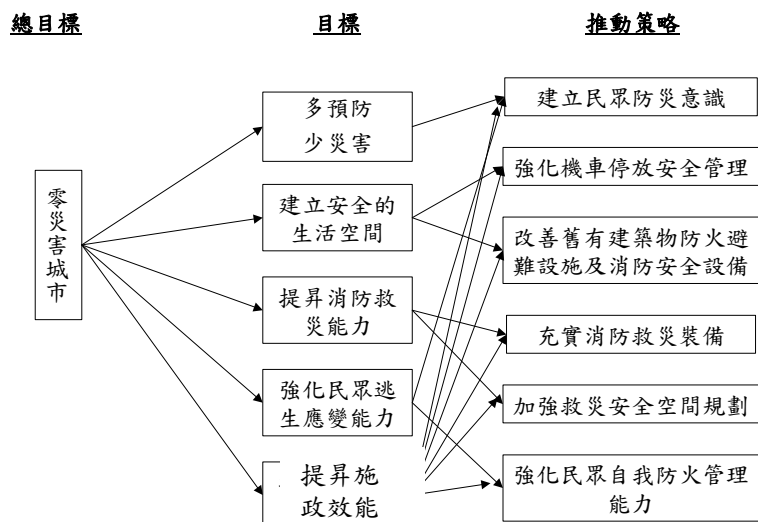 總目標
目標
推動策略
零災害城市
多預防
少災害
建立安全的
生活空間
提昇消防救
災能力
強化民眾逃
生應變能力
提昇施
政效能
建立民眾防災意識
強化機車停放安全管理
改善舊有建築物防火避
難設施及消防安全設備
充實消防救災裝備
加強救災安全空間規劃
強化民眾自我防火管理
能力